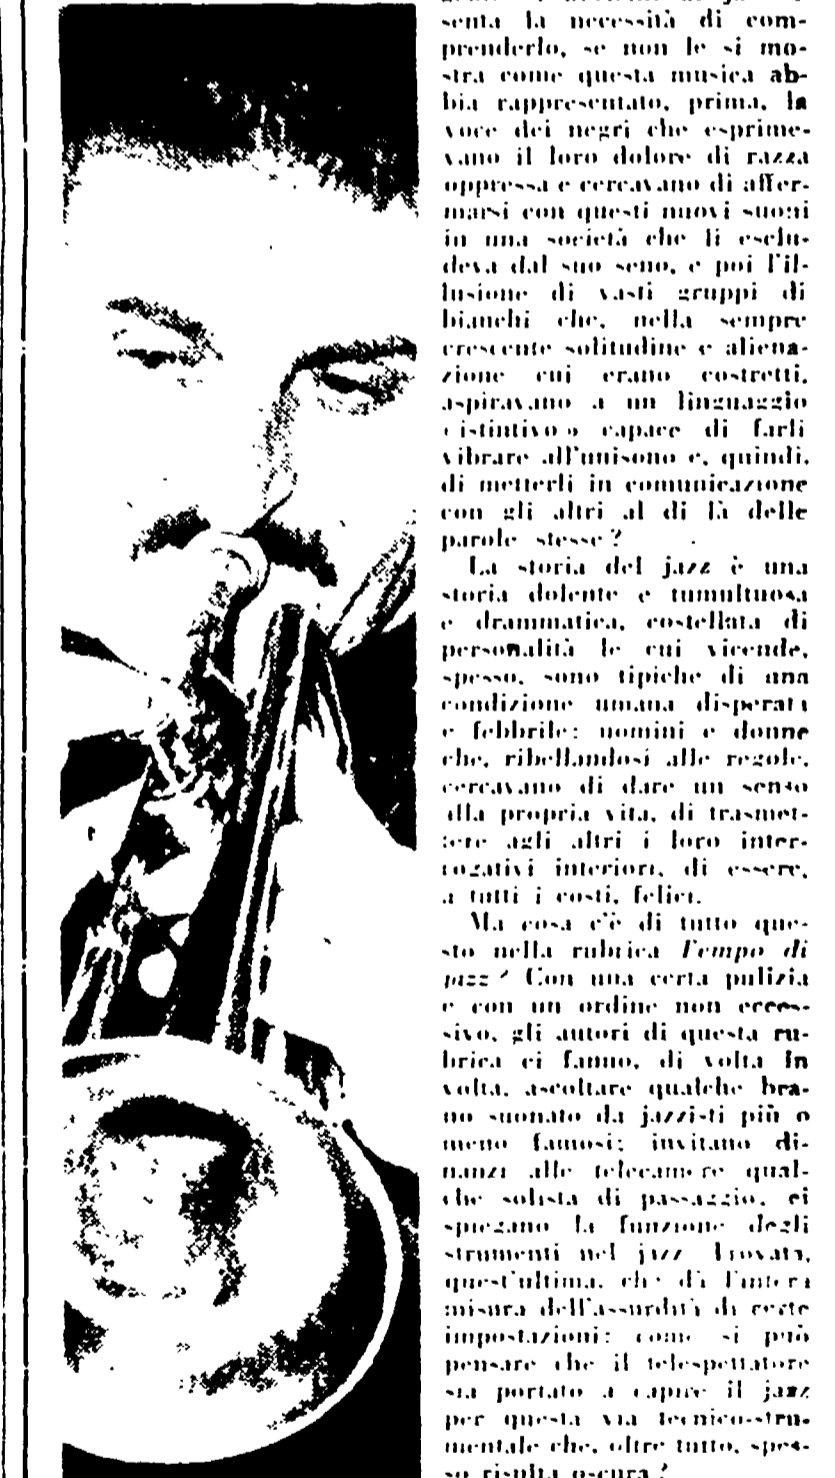 senta la necessità di com-
prenderlo, se non le si mo-
stra come questa musica ab-
bia rappresentato, prima, la
voce dei negri che esprime-
vano il loro dolore di razza
oppressa e cercavano di affer-
marsi con questi nuovi suoni
in una società che li esclu-
deva dal suo seno, e poi l'il-
lusione di vasti gruppi di
bianchi che, nella sempre
crescente solitudine e aliena-
zione cui erano costretti,
aspiravano a un linguaggio
capace di farli
vibrare all'unisono e, quindi,
di metterli in comunicazione
con gli altri al di là delle
parole stesse?
La storia del jazz è una
storia dolente e tumultuosa
e drammatica, costellata di
personalità le cui vicende,
spesso, sono tipiche di una
condizione umana disperata
e febbrile: uomini e donne
che, ribellandosi alle regole,
cercavano di dare un senso
alla propria vita, di trasmet-
tere agli altri i loro inter-
rogativi interiori, di essere,
a tutti i costi, felici.
Ma cosa c'è di tutto que-
sto nella rubrica Tempo di
jazz? Con una certa pulizia
e con un ordine non ecces-
sivo, gli autori di questa ru-
brica ci fanno, di volta in
volta, ascoltare qualche bra-
no suonato da jazzisti più o
meno famosi; invitano di-
nanzi alle telecamere qual-
che solista di passaggio, ci
spiegano la funzione degli
strumenti nel jazz. Trovata,
quest'ultima, che dà l'intera
misura dell'assurdità di certe
impostazioni: come si può
pensare che il telespettatore
sia portato a capire il jazz
per questa via tecnico-stru-
mentale che, oltre tutto, spes-
so risulta oscura?